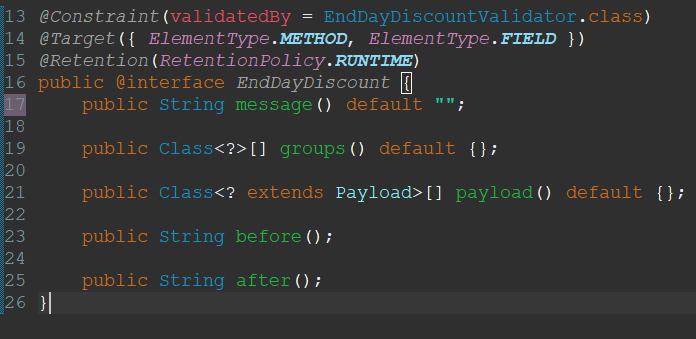 13 @Constraint(validatedBy = EndDayDiscountValidator.class)
14 @Target({ ElementType.METHOD, ElementType.FIELD })
15 @Retention(RetentionPolicy.RUNTIME)
16 public @interface EndDayDiscount {
17     public String message() default "";
18
19     public Class<?>[] groups() default {};
20
21     public Class<? extends Payload>[] payload() default {};
22
23     public String before();
24
25     public String after();
26 }